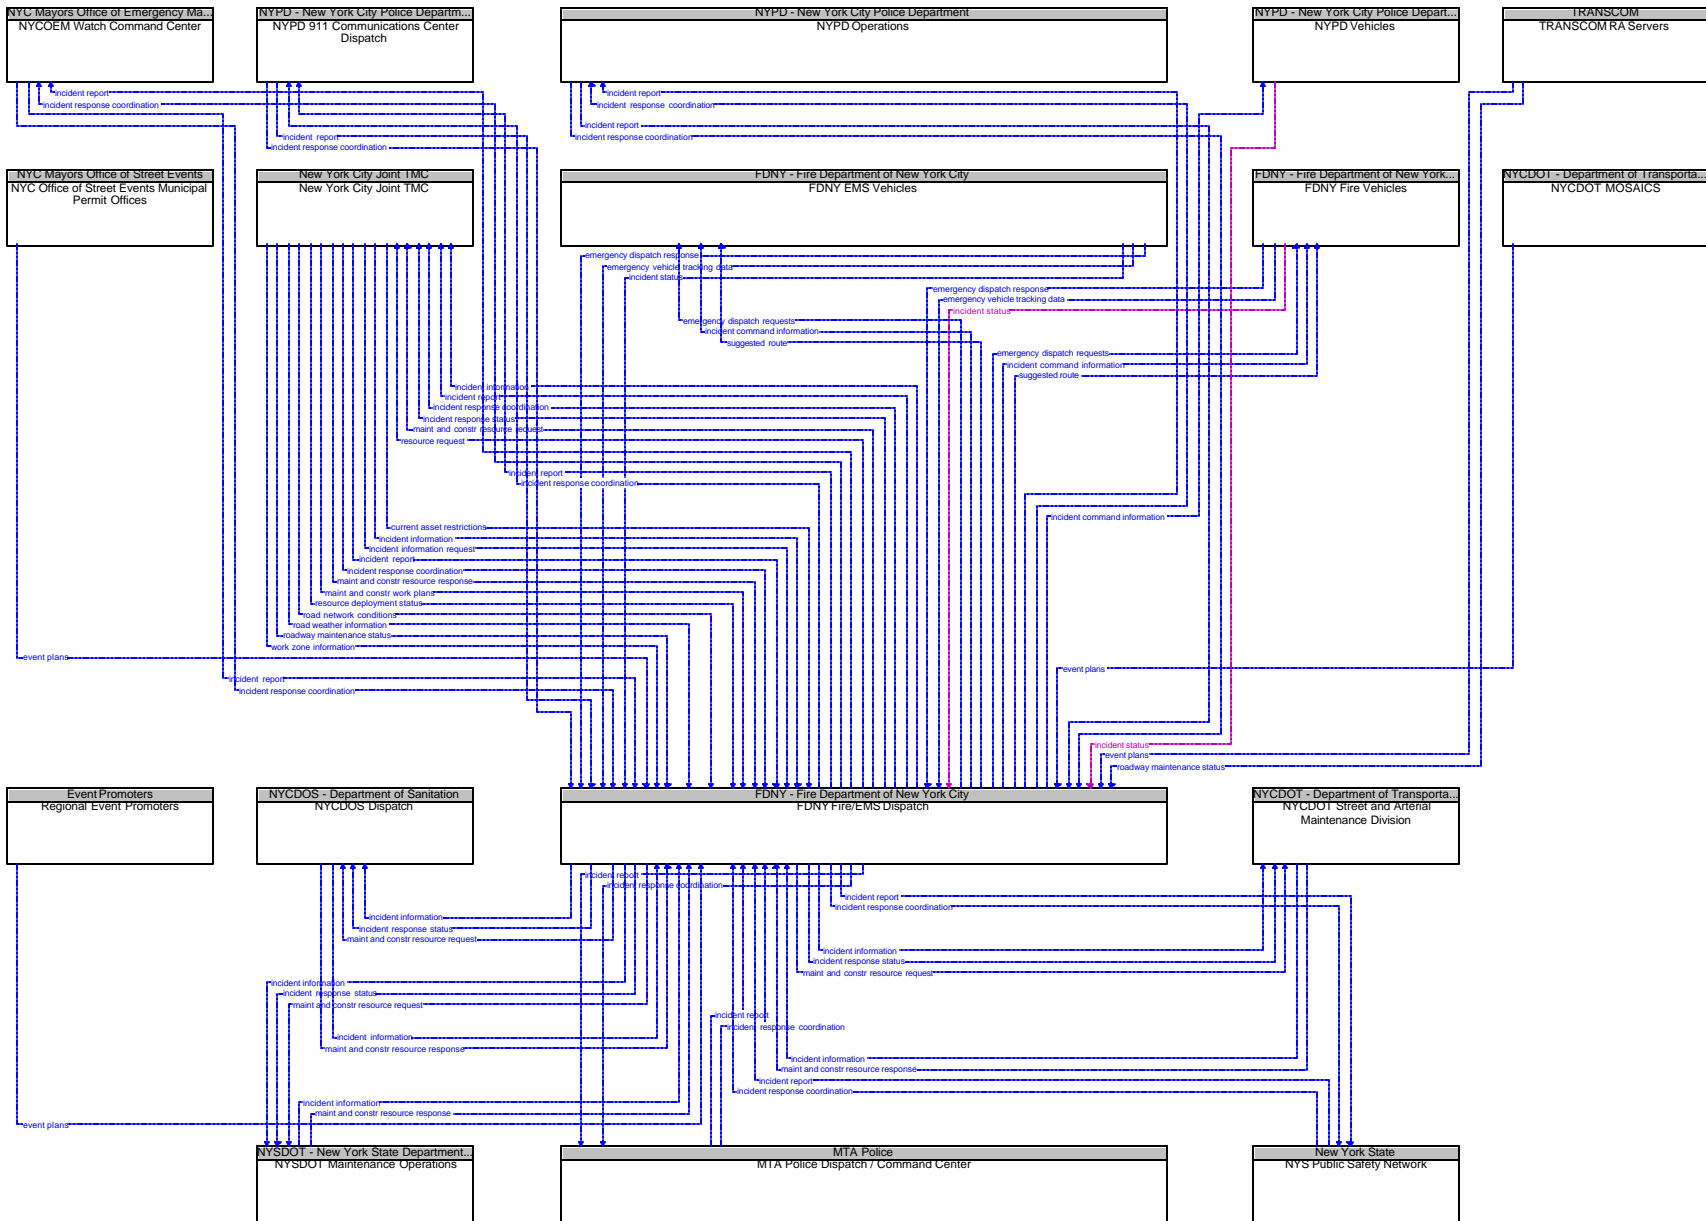 NYC Mayors Office of Emergency Ma...
NYCOEM Watch Command Center
NYPD - New York City Police Departm...
NYPD 911 Communications Center
Dispatch
NYPD - New York City Police Department
NYPD Operations
NYPD - New York City Police Depart...
NYPD Vehicles
TRANSCOM
TRANSCOM RA Servers
incident report
incident response coordination
incident report
incident response coordination
incident report
incident response coordination
incident report
incident response coordination
NYC Mayors Office of Street Events
NYC Office of Street Events Municipal
Permit Offices
New York City Joint TMC
New York City Joint TMC
FDNY - Fire Department of New York City
FDNY EMS Vehicles
FDNY - Fire Department of New York...
FDNY Fire Vehicles
NYCDOT - Department of Transporta...
NYCDOT MOSAICS
emergency dispatch response
emergency vehicle tracking data
incident status
emergency dispatch response
emergency vehicle tracking data
incident status
emergency dispatch requests
incident command information
suggested route
emergency dispatch requests
incident command information
suggested route
incident information
incident report
incident response coordination
incident response status
maint and constr resource request
resource request
incident report
incident response coordination
incident command information
current asset restrictions
incident information
incident information request
incident report
incident response coordination
maint and constr resource response
maint and constr work plans
resource deployment status
road network conditions
road weather information
roadway maintenance status
work zone information
event plans
event plans
incident report
incident response coordination
incident status
event plans
roadway maintenance status
Event Promoters
Regional Event Promoters
NYCDOS - Department of Sanitation
NYCDOS Dispatch
FDNY - Fire Department of New York City
FDNY Fire/EMS Dispatch
NYCDOT - Department of Transporta...
NYCDOT Street and Arterial
Maintenance Division
incident report
incident response coordination
incident report
incident response coordination
incident information
incident response status
maint and constr resource request
incident information
incident response status
maint and constr resource request
incident information
incident response status
maint and constr resource request
incident report
incident response coordination
incident information
maint and constr resource response
incident information
maint and constr resource response
incident report
incident response coordination
incident information
maint and constr resource response
event plans
NYSDOT - New York State Department...
NYSDOT Maintenance Operations
MTA Police
MTA Police Dispatch / Command Center
New York State
NYS Public Safety Network